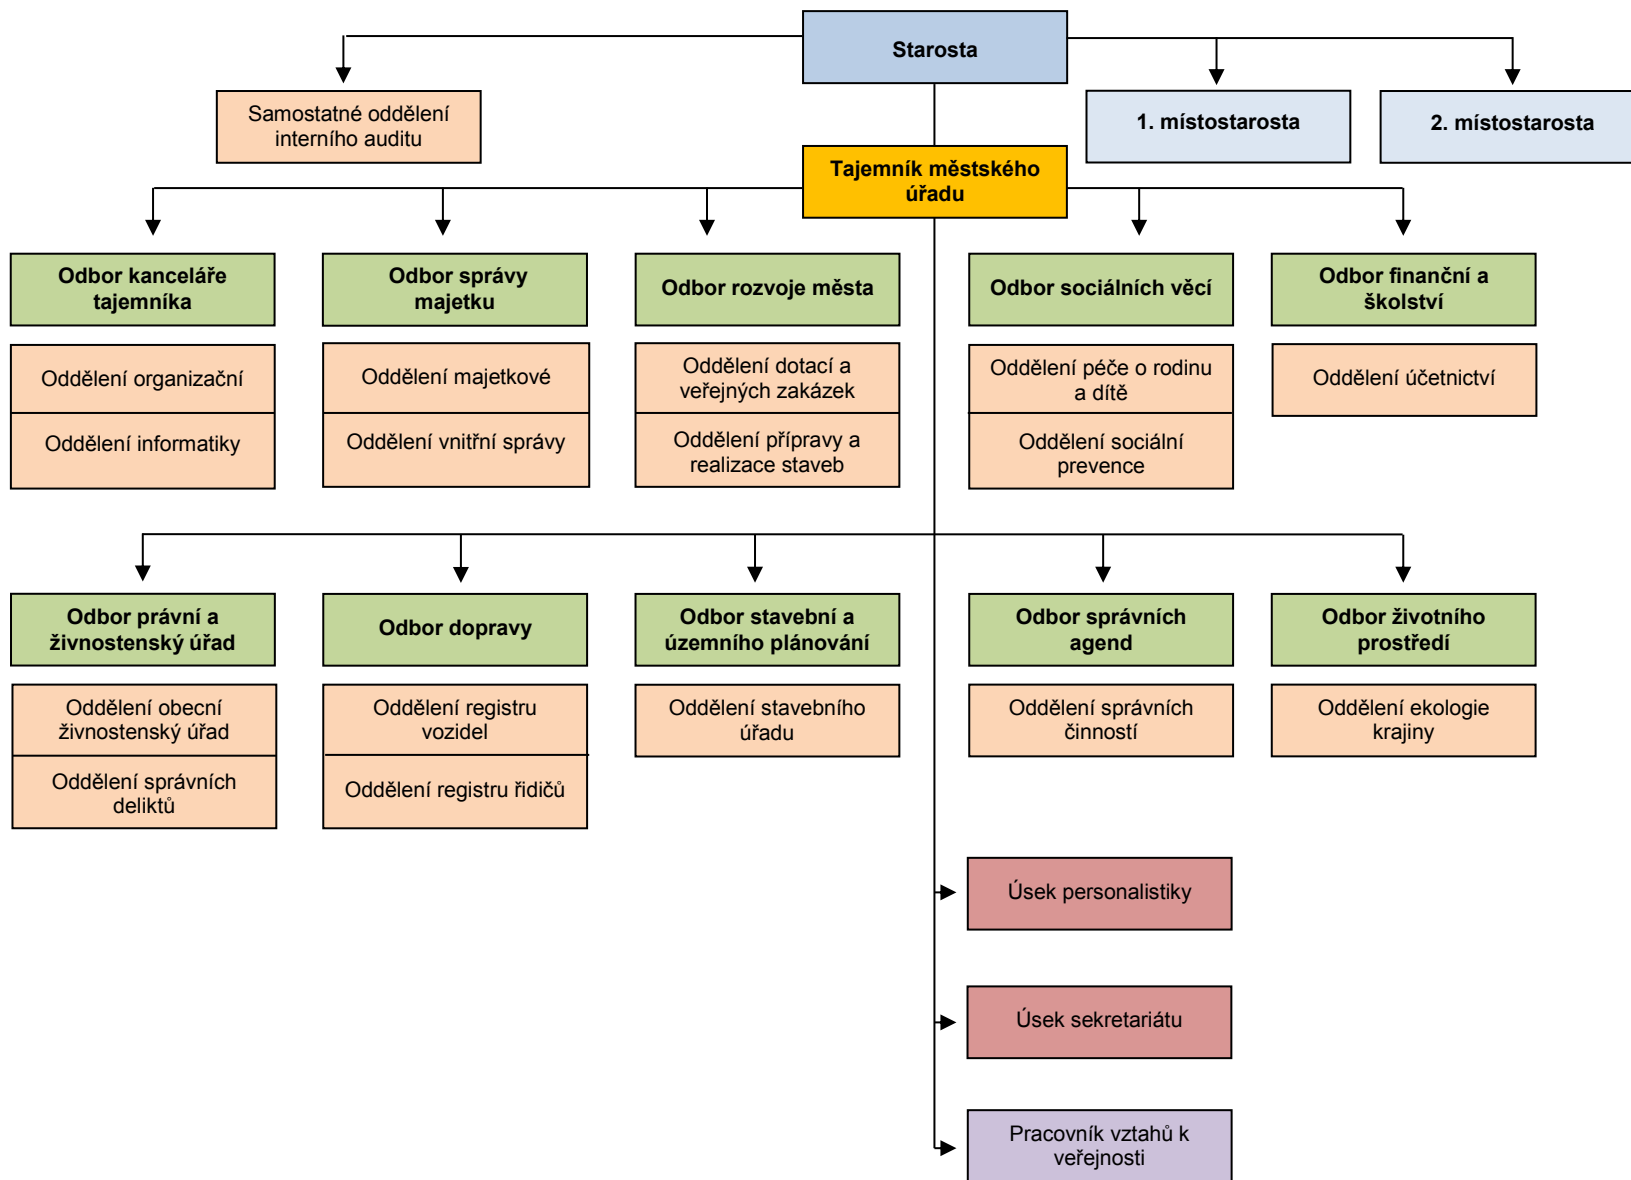 Starosta
Samostatné oddělení
interního auditu
1. místostarosta
2. místostarosta
Tajemník městského
úřadu
Odbor kanceláře
tajemníka
Odbor správy
majetku
Odbor rozvoje města
Odbor sociálních věcí
Odbor finanční a
školství
Oddělení organizační
Oddělení informatiky
Oddělení majetkové
Oddělení vnitřní správy
Oddělení dotací a
veřejných zakázek
Oddělení přípravy a
realizace staveb
Oddělení péče o rodinu
a dítě
Oddělení sociální
prevence
Oddělení účetnictví
Odbor právní a
živnostenský úřad
Odbor dopravy
Odbor stavební a
územního plánování
Odbor správních
agend
Odbor životního
prostředí
Oddělení obecní
živnostenský úřad
Oddělení správních
deliktů
Oddělení registru
vozidel
Oddělení registru řidičů
Oddělení stavebního
úřadu
Oddělení správních
činností
Oddělení ekologie
krajiny
Úsek personalistiky
Úsek sekretariátu
Pracovník vztahů k
veřejnosti